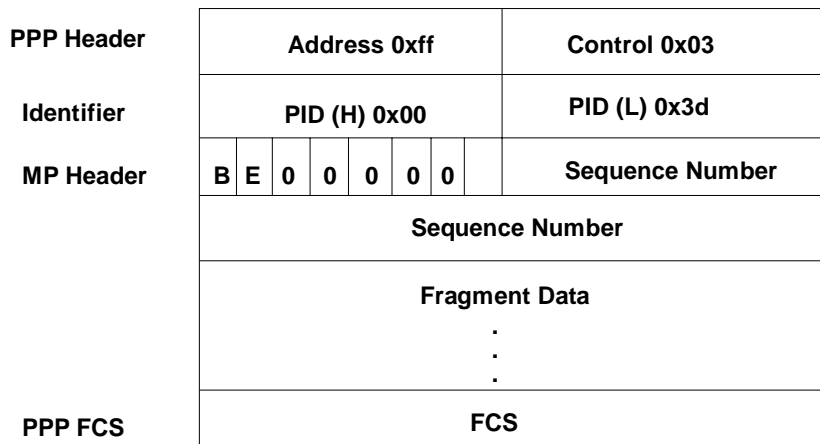 PPP Header Address 0xff Control 0x03
Identifier PID (H) 0x00 PID (L) 0x3d
MP Header B E 0 0 0 0 0 Sequence Number
Sequence Number
Fragment Data
.
.
.
PPP FCS FCS